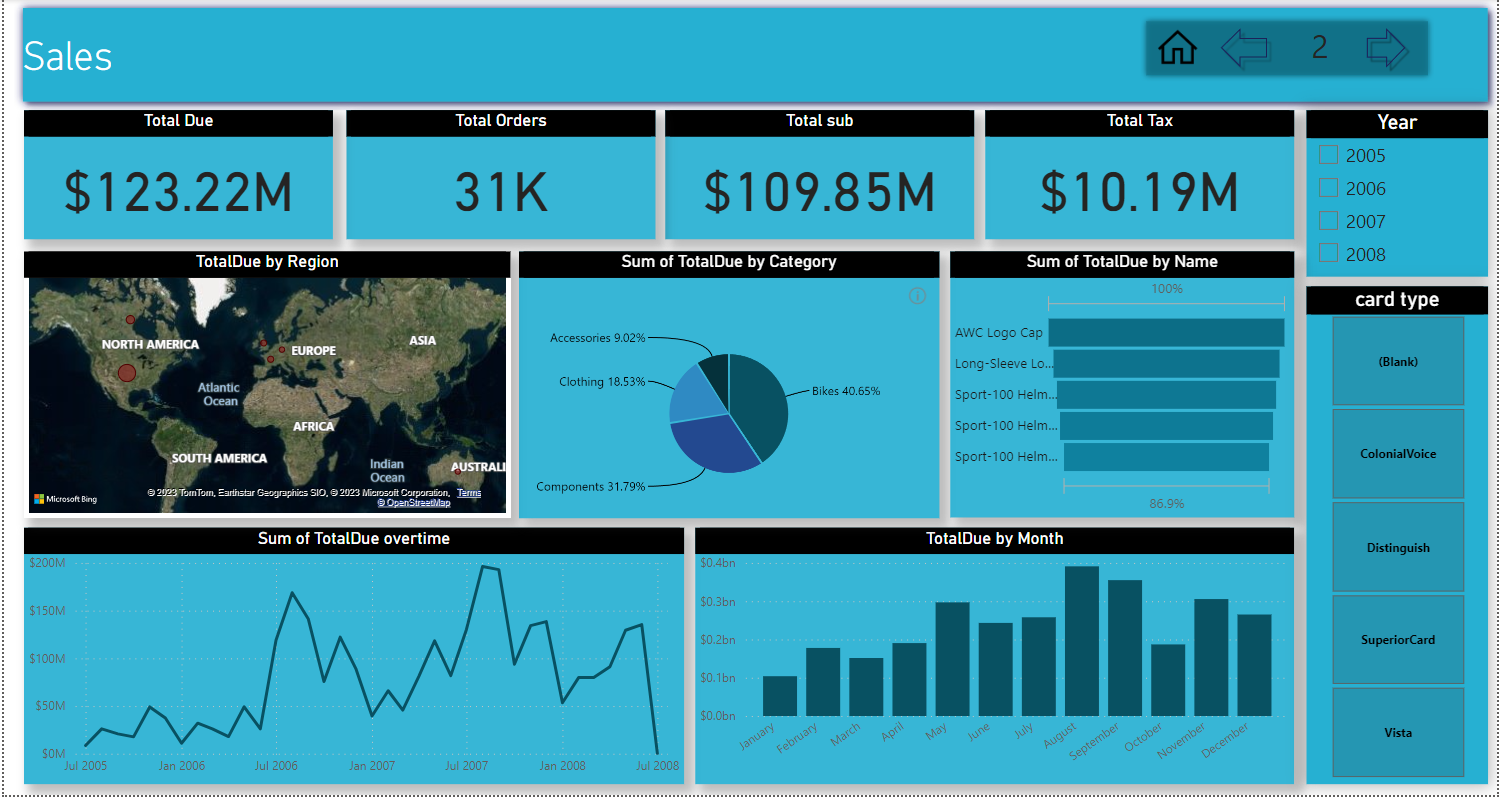 Sales
2
Total Due
$123.22M
Total Orders
31K
Total sub
$109.85M
Total Tax
$10.19M
Year
2005
2006
2007
2008
TotalDue by Region
NORTH AMERICA
EUROPE
ASIA
Atlantic
Ocean
AFRICA
SOUTH AMERICA
Indian
Ocean
AUSTRALI
Microsoft Bing
© 2023 TomTom, Earthstar Geographics SIO, © 2023 Microsoft Corporation, Terms
© OpenStreetMap
Sum of TotalDue by Category
Accessories 9.02%
Clothing 18.53%
Bikes 40.65%
Components 31.79%
Sum of TotalDue by Name
100%
AWC Logo Cap
Long-Sleeve Lo...
Sport-100 Helm...
Sport-100 Helm...
Sport-100 Helm...
86.9%
card type
(Blank)
ColonialVoice
Distinguish
SuperiorCard
Vista
Sum of TotalDue overtime
$200M
$150M
$100M
$50M
$0M
Jul 2005
Jan 2006
Jul 2006
Jan 2007
Jul 2007
Jan 2008
Jul 2008
TotalDue by Month
$0.4bn
$0.3bn
$0.2bn
$0.1bn
$0.0bn
January
February
March
April
May
June
July
August
September
October
November
December